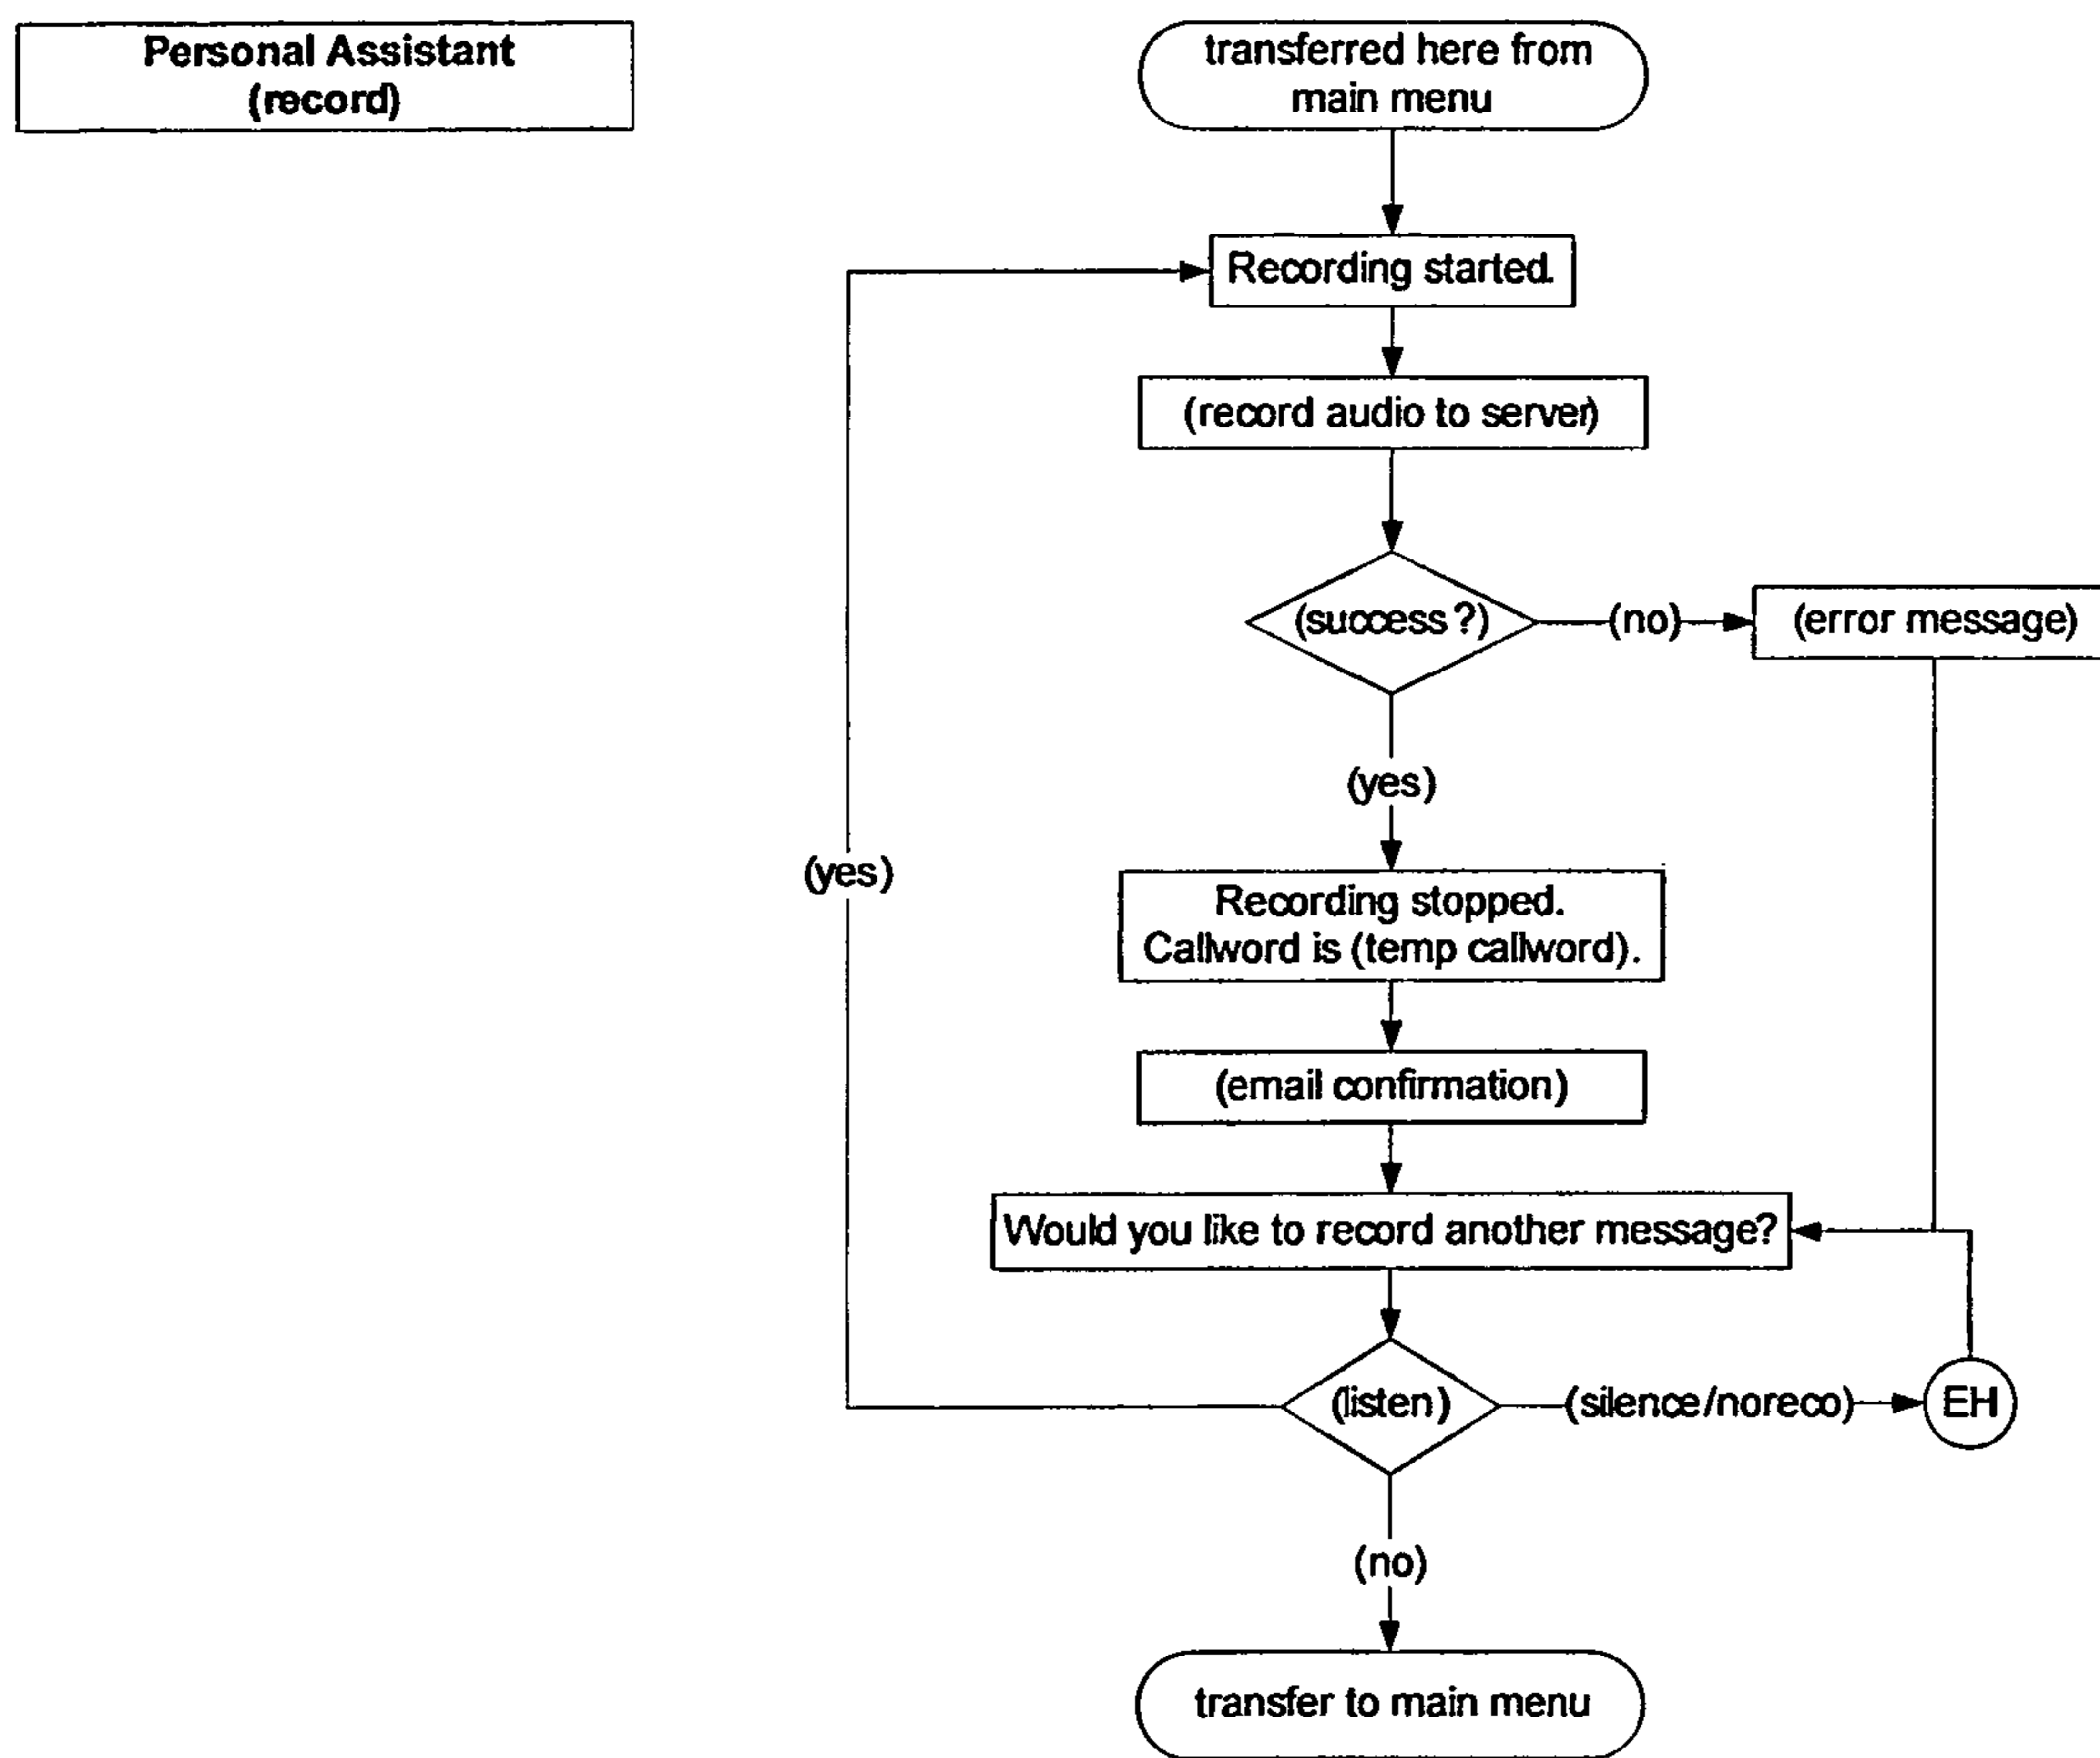 Personal Assistant
(record)
transferred here from
main menu
Recording started.
(record audio to server)
(success?)
(no)
(error message)
(yes)
(yes)
Recording stopped.
Callword is (temp callword).
(email confirmation)
Would you like to record another message?
(listen)
(silence/noreco)
EH
(no)
transfer to main menu